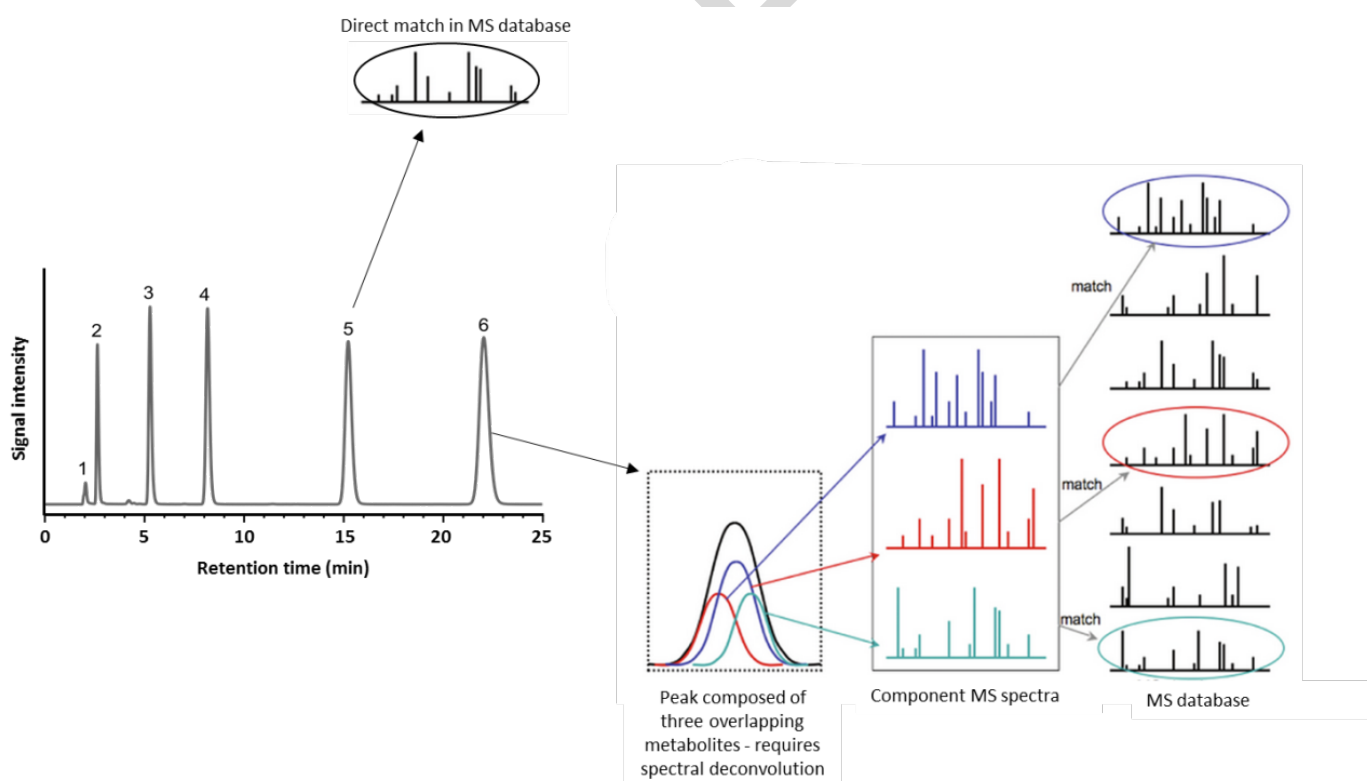 Direct match in MS database
1
2
3
4
5
6
Signal intensity
0
5
10
15
20
25
Retention time (min)
match
match
match
Peak composed of
three overlapping
metabolites - requires
spectral deconvolution
Component MS spectra
MS database